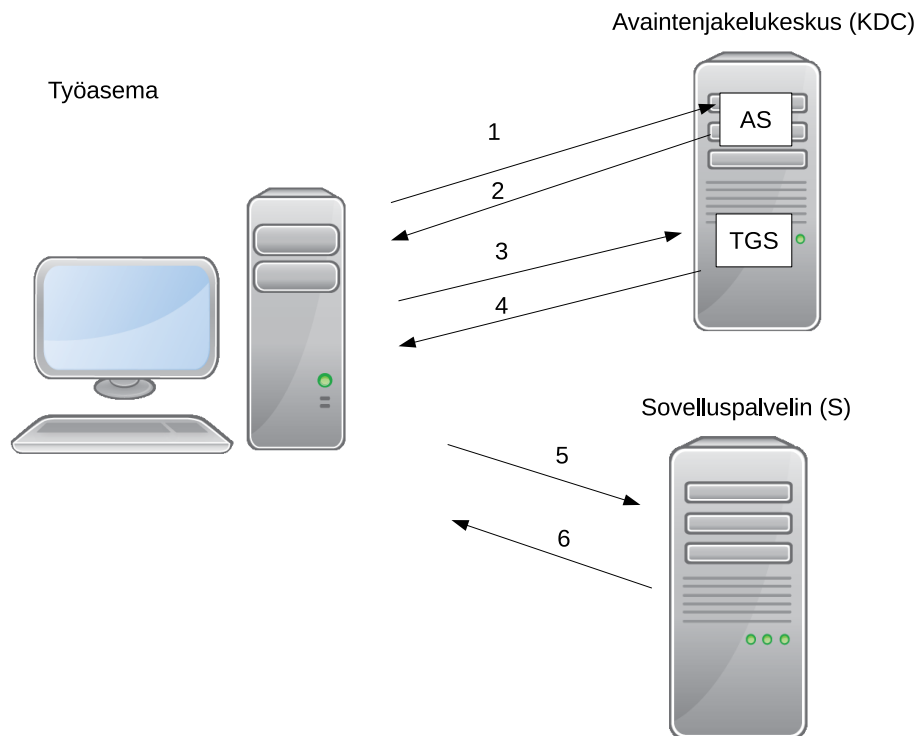 Avaintenjakelukeskus (KDC)
Työasema
AS
1
2
TGS
3
4
Sovelluspalvelin (S)
5
6